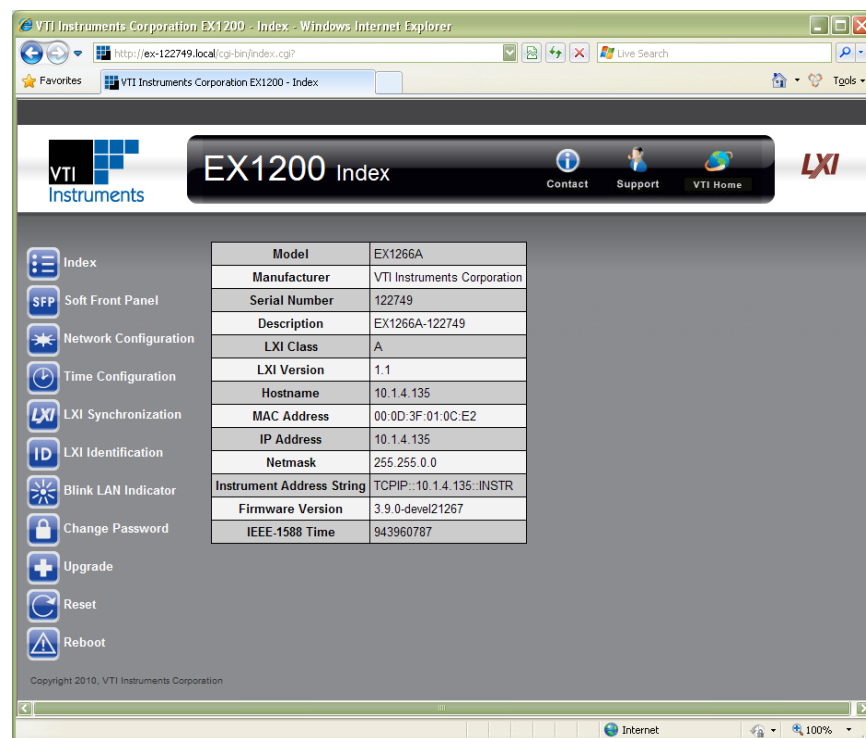 VTI Instruments Corporation EX1200 - Index - Windows Internet Explorer
http://ex-122749.local/cgi-bin/index.cgi?
Live Search
Favorites
VTI Instruments Corporation EX1200 - Index
Tools
VTI
Instruments
EX1200 Index
Contact
Support
VTI Home
LXI
Index
SFP Soft Front Panel
Network Configuration
Time Configuration
LXI LXI Synchronization
ID LXI Identification
Blink LAN Indicator
Change Password
Upgrade
Reset
Reboot
Model EX1266A
Manufacturer VTI Instruments Corporation
Serial Number 122749
Description EX1266A-122749
LXI Class A
LXI Version 1.1
Hostname 10.1.4.135
MAC Address 00:0D:3F:01:0C:E2
IP Address 10.1.4.135
Netmask 255.255.0.0
Instrument Address String TCPIP::10.1.4.135::INSTR
Firmware Version 3.9.0-devel21267
IEEE-1588 Time 943960787
Copyright 2010, VTI Instruments Corporation
Internet
100%